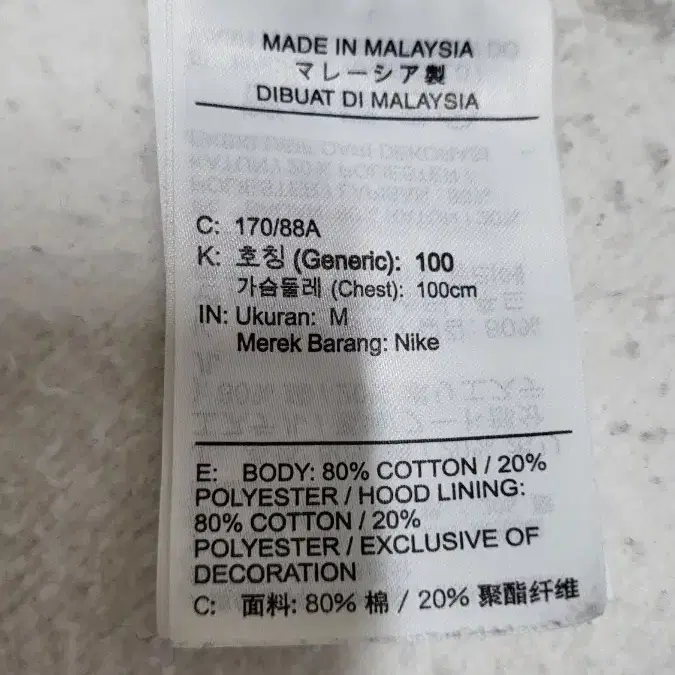 MADE IN MALAYSIA
マレーシア製
DIBUAT DI MALAYSIA
C: 170/88A
K: 호칭 (Generic): 100
가슴둘레 (Chest): 100cm
IN: Ukuran: M
Merek Barang: Nike
E: BODY: 80% COTTON / 20%
POLYESTER / HOOD LINING:
80% COTTON / 20%
POLYESTER / EXCLUSIVE OF
DECORATION
C: 面料: 80% 棉 / 20% 聚酯纤维